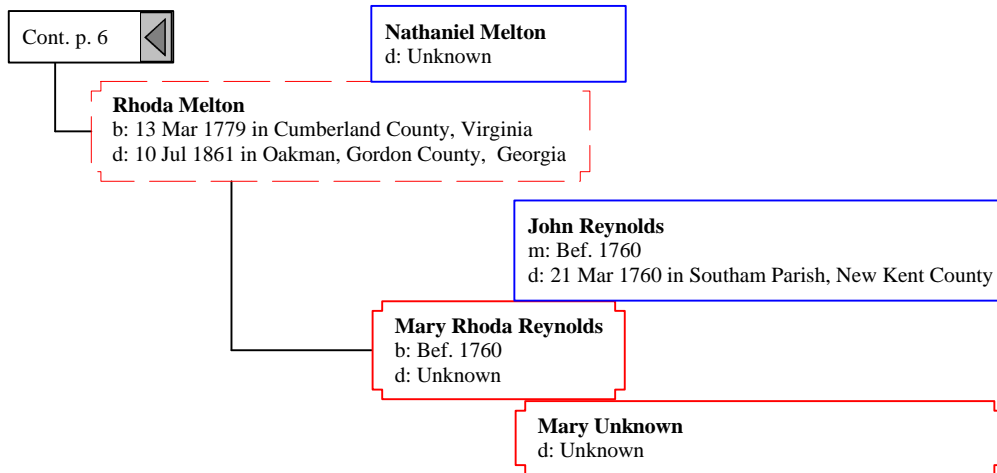 Cont. p. 6
Nathaniel Melton
d: Unknown
Rhoda Melton
b: 13 Mar 1779 in Cumberland County, Virginia
d: 10 Jul 1861 in Oakman, Gordon County,  Georgia
John Reynolds
m: Bef. 1760
d: 21 Mar 1760 in Southam Parish, New Kent County
Mary Rhoda Reynolds
b: Bef. 1760
d: Unknown
Mary Unknown
d: Unknown